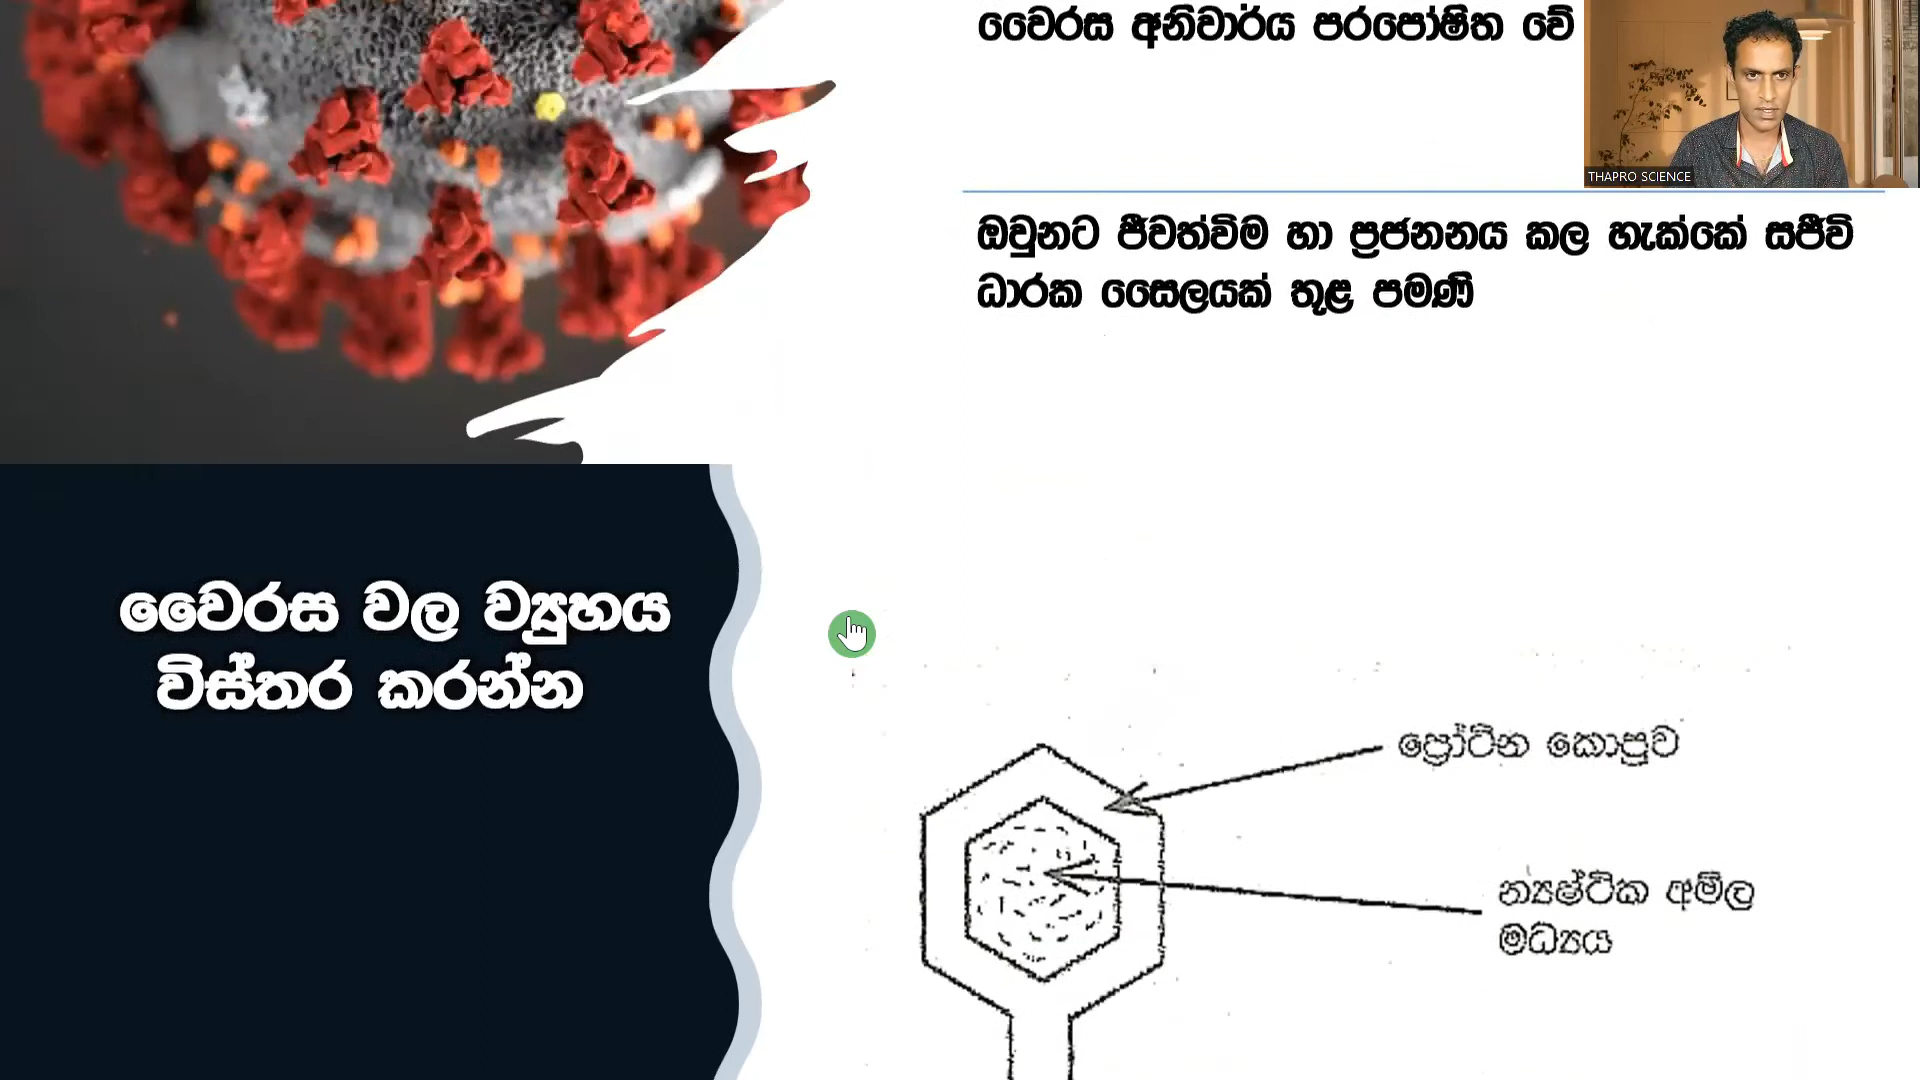 වෛරස අනිවාර්ය පරපෝෂිත වේ
THAPRO SCIENCE
ඔවුනට ජීවත්විම හා ප්‍රජනනය කල හැක්කේ සජීවි
ධාරක සෛලයක් තුළ පමණි
වෛරස වල ව්‍යුහය
විස්තර කරන්න
ප්‍රෝටීන කොපුව
න්‍යෂ්ටික අම්ල
මධ්‍යය